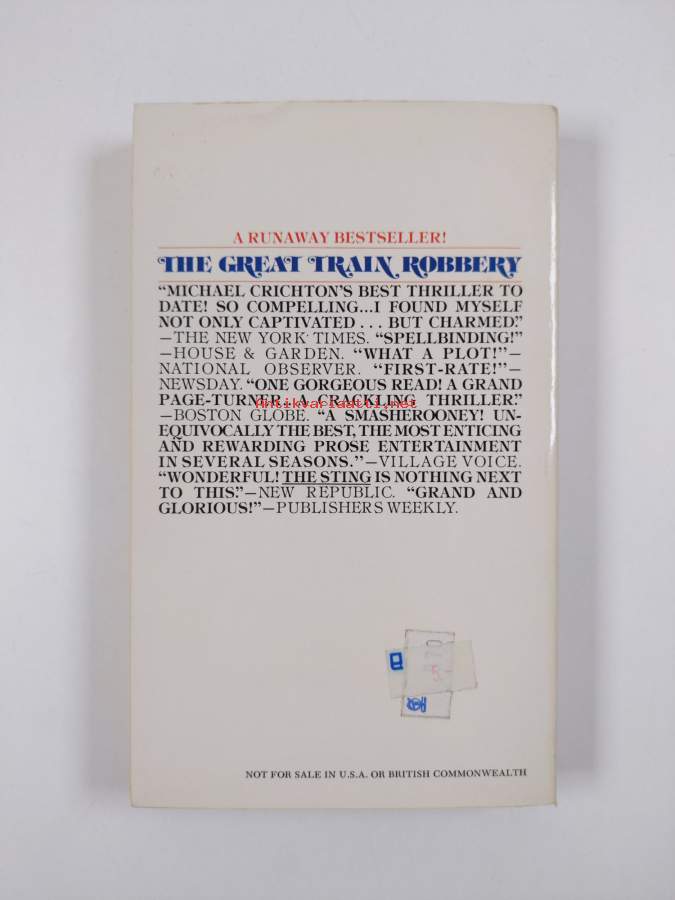 A RUNAWAY BESTSELLER!
THE GREAT TRAIN ROBBERY
“MICHAEL CRICHTON’S BEST THRILLER TO
DATE! SO COMPELLING...I FOUND MYSELF
NOT ONLY CAPTIVATED . . . BUT CHARMED.”
—THE NEW YORK TIMES. “SPELLBINDING!”
—HOUSE & GARDEN. “WHAT A PLOT!”—
NATIONAL OBSERVER. “FIRST-RATE!”—
NEWSDAY. “ONE GORGEOUS READ! A GRAND
PAGE-TURNER, A CRACKLING THRILLER.”
Antikvariaatti.net
—BOSTON GLOBE. “A SMASHEROONEY! UN-
EQUIVOCALLY THE BEST, THE MOST ENTICING
AND REWARDING PROSE ENTERTAINMENT
IN SEVERAL SEASONS.”—VILLAGE VOICE.
“WONDERFUL! THE STING IS NOTHING NEXT
TO THIS.”—NEW REPUBLIC. “GRAND AND
GLORIOUS!”—PUBLISHERS WEEKLY.
5.-
NOT FOR SALE IN U.S.A. OR BRITISH COMMONWEALTH